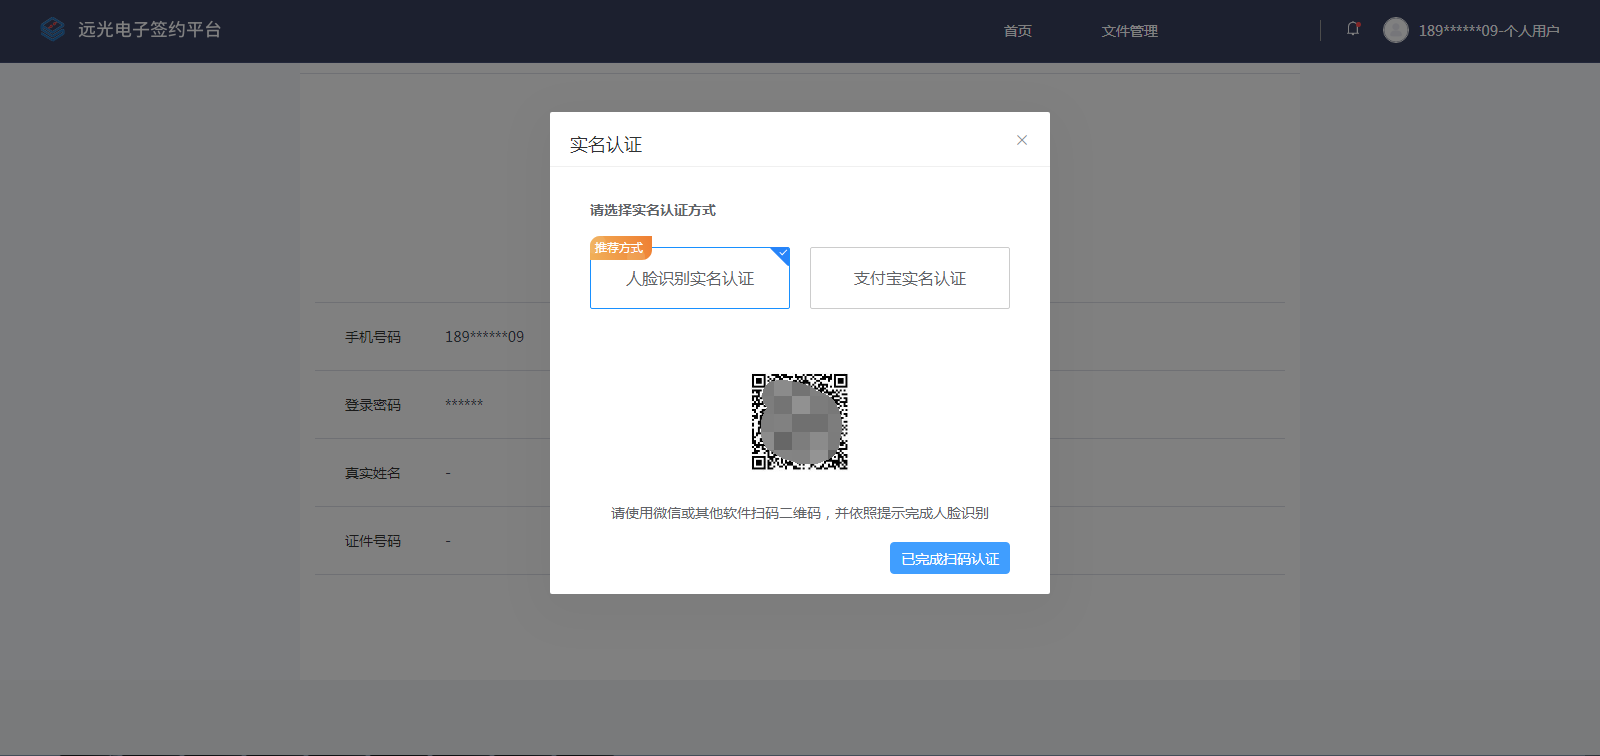 远光电子签约平台
首页
文件管理
189******09-个人用户
实名认证
请选择实名认证方式
推荐方式
人脸识别实名认证
支付宝实名认证
手机号码
189******09
登录密码
******
真实姓名
-
证件号码
-
请使用微信或其他软件扫码二维码，并依照提示完成人脸识别
已完成扫码认证